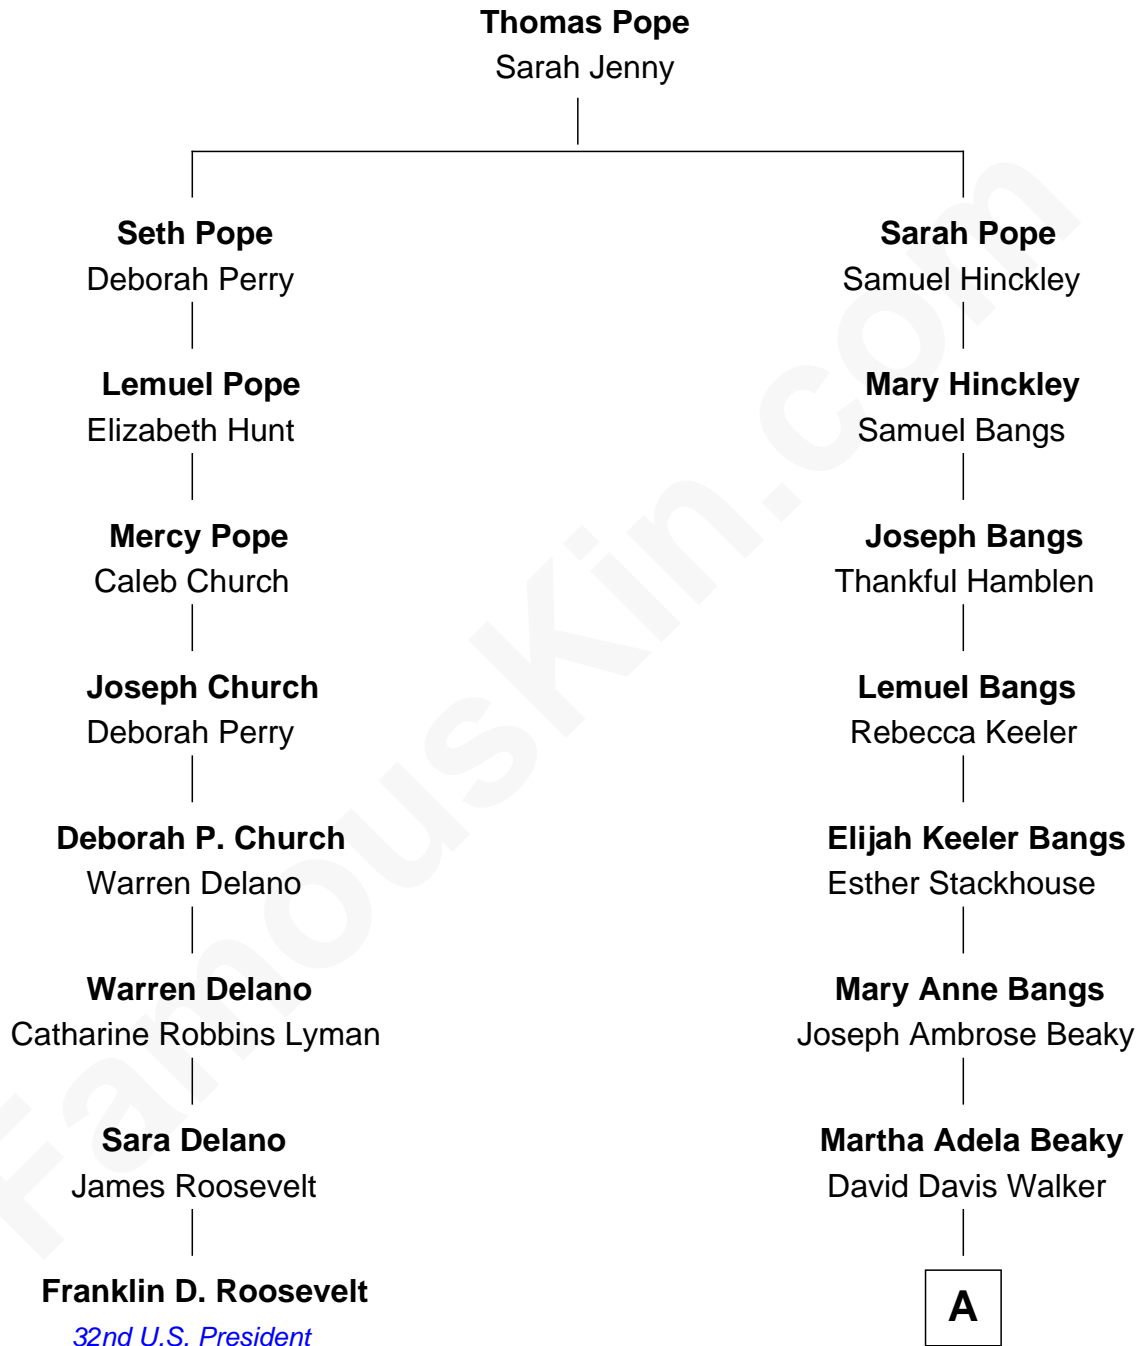 Thomas Pope
Sarah Jenny
Seth Pope
Deborah Perry
Sarah Pope
Samuel Hinckley
Lemuel Pope
Elizabeth Hunt
Mary Hinckley
Samuel Bangs
Mercy Pope
Caleb Church
Joseph Bangs
Thankful Hamblen
Joseph Church
Deborah Perry
Lemuel Bangs
Rebecca Keeler
Deborah P. Church
Warren Delano
Elijah Keeler Bangs
Esther Stackhouse
Warren Delano
Catharine Robbins Lyman
Mary Anne Bangs
Joseph Ambrose Beaky
Sara Delano
James Roosevelt
Martha Adela Beaky
David Davis Walker
Franklin D. Roosevelt
32nd U.S. President
A
FamousKin.com